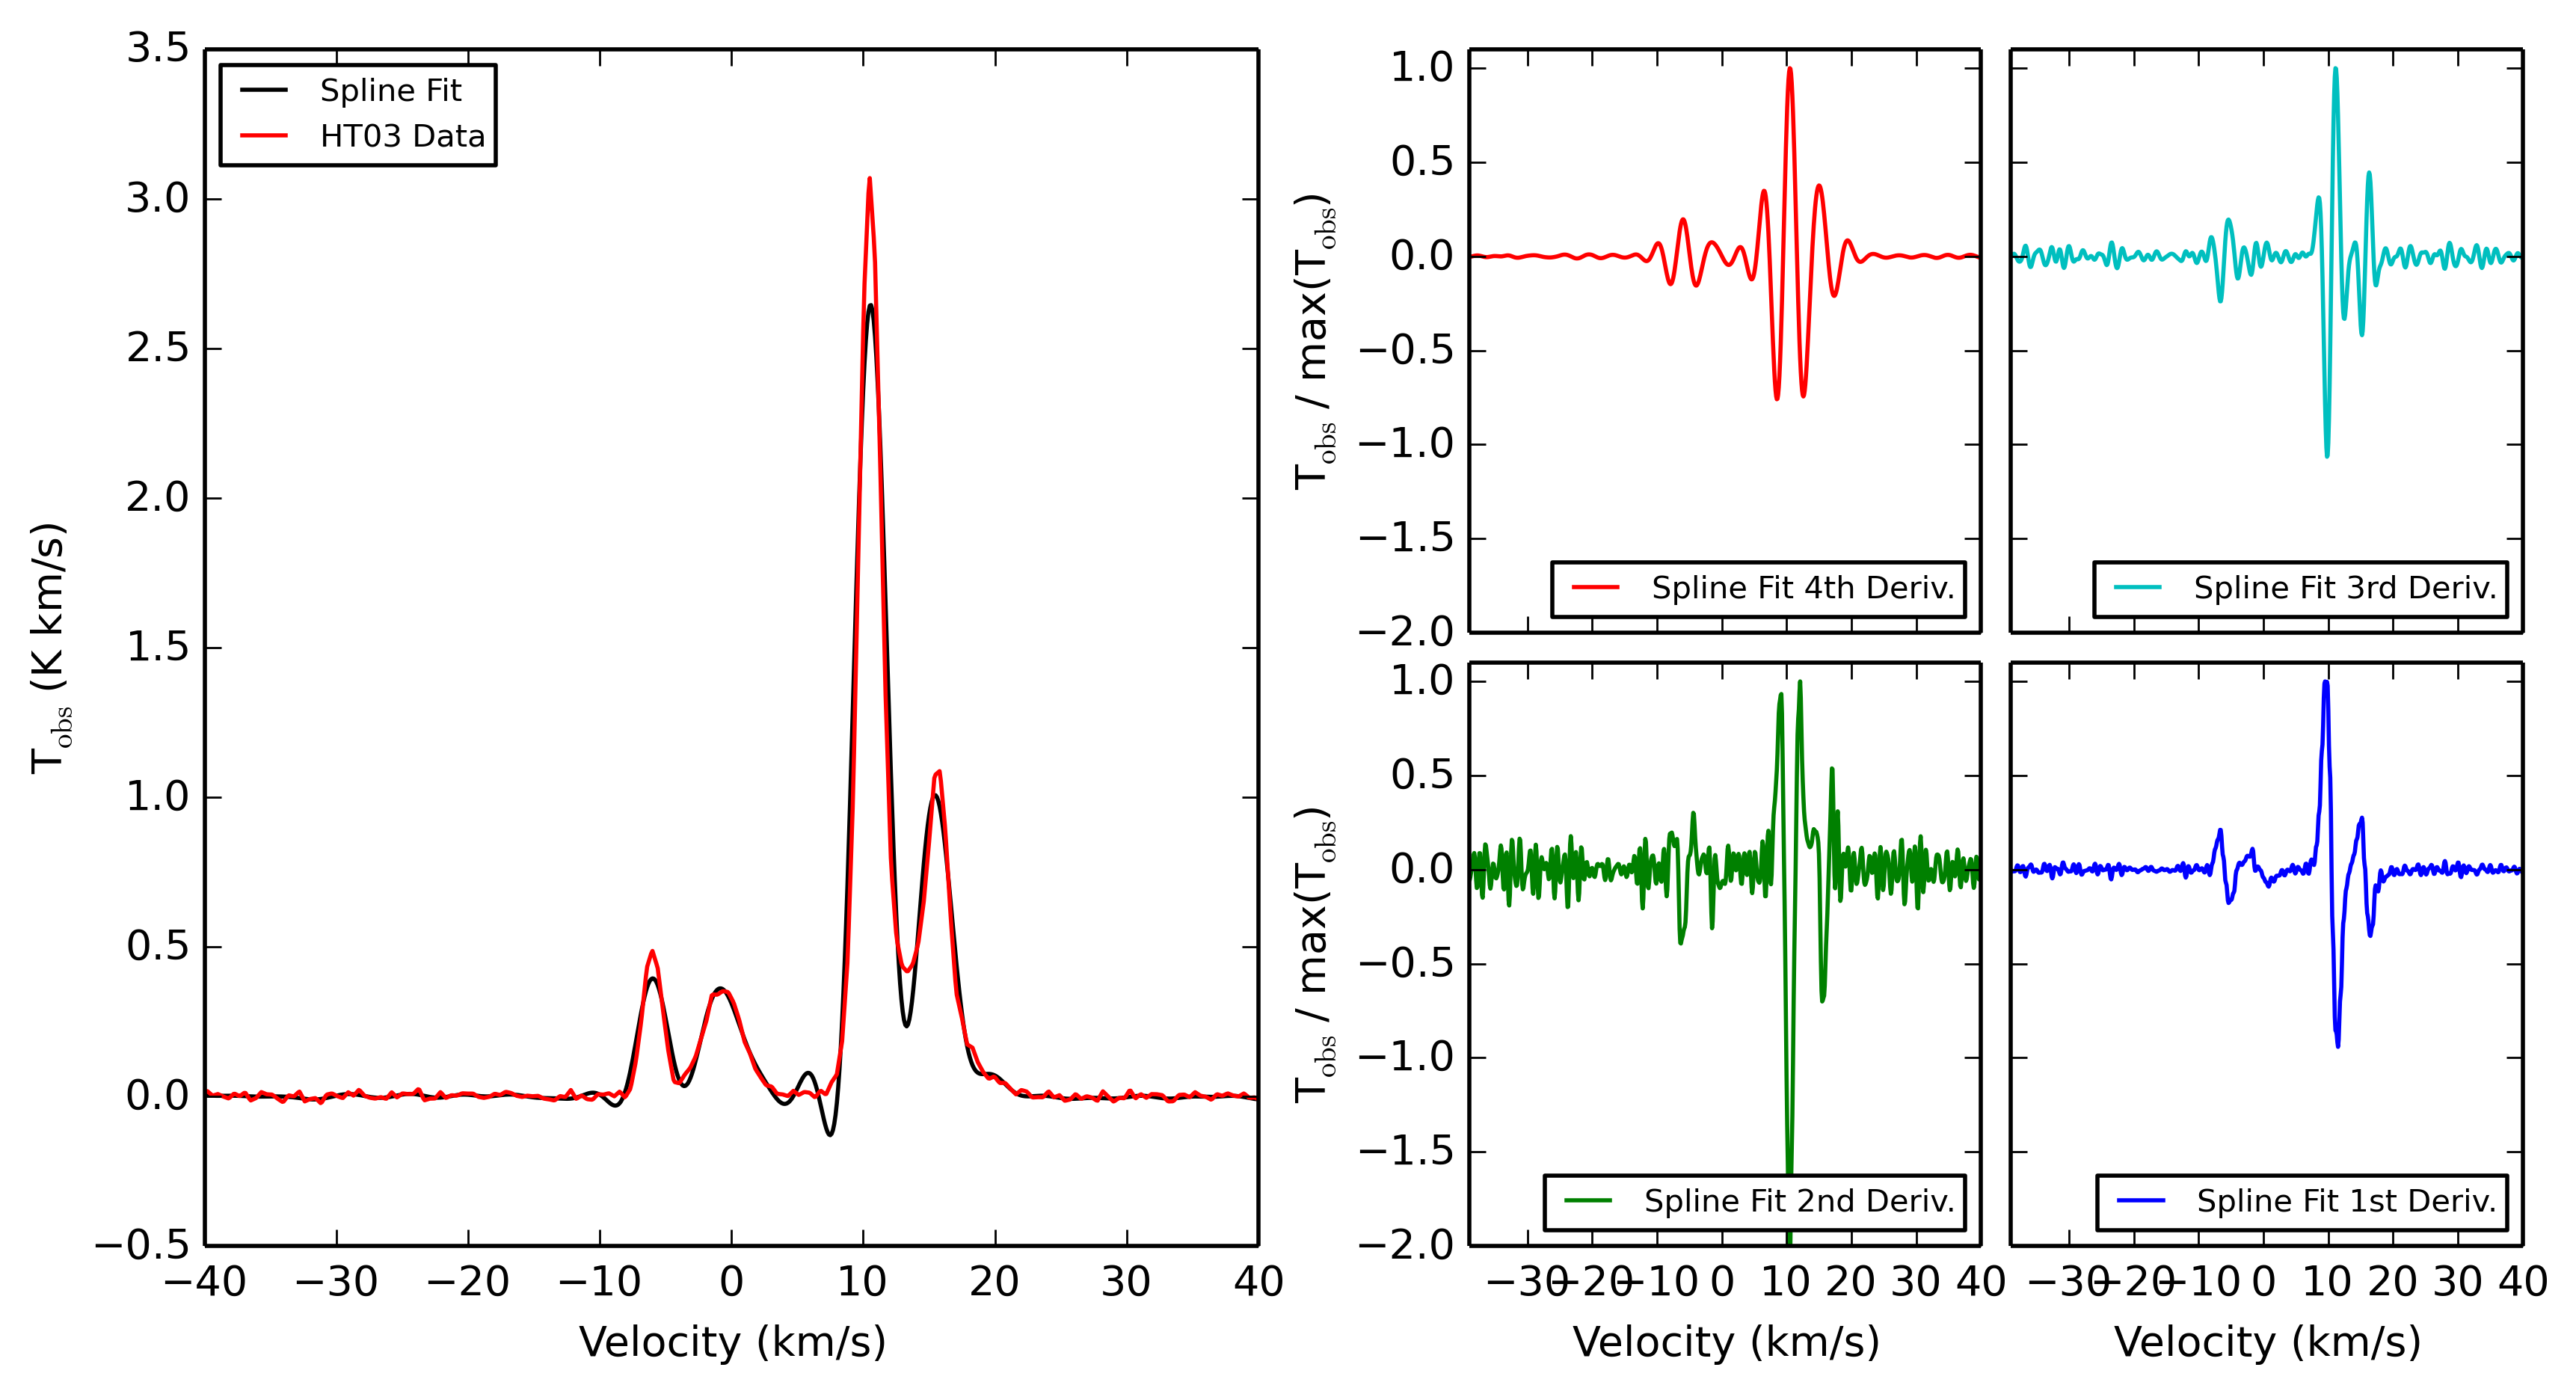 3.5
3.0
2.5
2.0
1.5
1.0
0.5
0.0
−0.5
T_obs (K km/s)
Spline Fit
HT03 Data
−40 −30 −20 −10 0 10 20 30 40
Velocity (km/s)
1.0
0.5
0.0
−0.5
−1.0
−1.5
−2.0
T_obs / max(T_obs)
Spline Fit 4th Deriv.
Spline Fit 3rd Deriv.
1.0
0.5
0.0
−0.5
−1.0
−1.5
−2.0
T_obs / max(T_obs)
Spline Fit 2nd Deriv.
Spline Fit 1st Deriv.
−30 −20 −10 0 10 20 30 40
Velocity (km/s)
−30 −20 −10 0 10 20 30 40
Velocity (km/s)